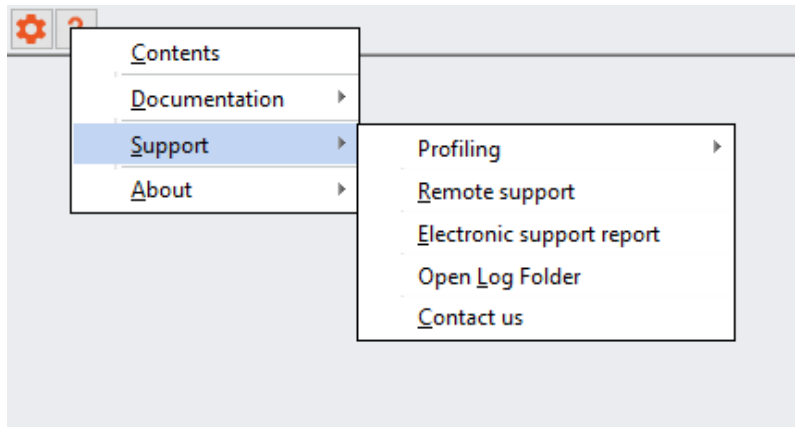 ?
Contents
Documentation
Support
About
Profiling
Remote support
Electronic support report
Open Log Folder
Contact us